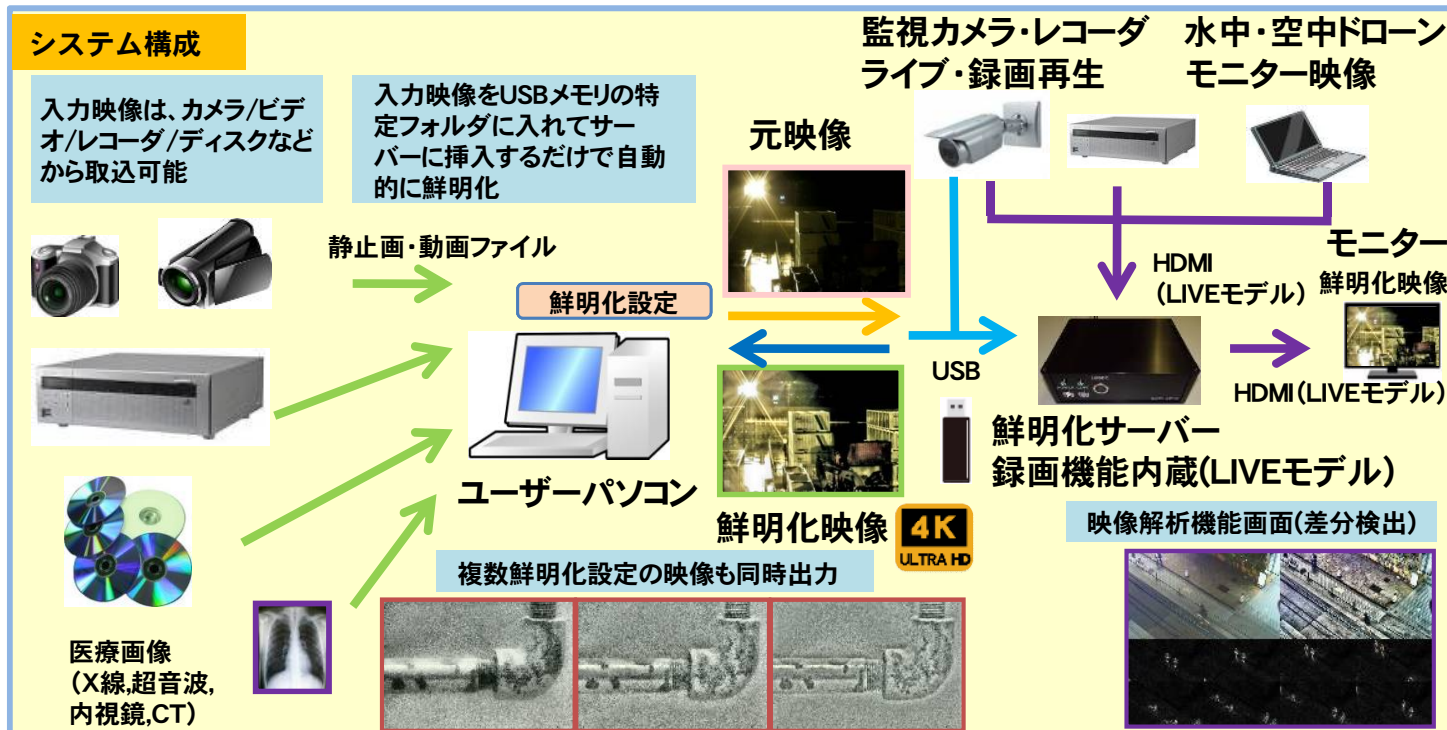 システム構成
入力映像は、カメラ/ビデ
オ/レコーダ/ディスクなど
から取込可能
入力映像をUSBメモリの特
定フォルダに入れてサー
バーに挿入するだけで自動
的に鮮明化
監視カメラ・レコーダ
ライブ・録画再生
水中・空中ドローン
モニター映像
元映像
静止画・動画ファイル
鮮明化設定
HDMI
(LIVEモデル)
モニター
鮮明化映像
USB
HDMI(LIVEモデル)
ユーザーパソコン
鮮明化サーバー
録画機能内蔵(LIVEモデル)
鮮明化映像
4K
ULTRA HD
複数鮮明化設定の映像も同時出力
映像解析機能画面(差分検出)
医療画像
(X線,超音波,
内視鏡,CT)